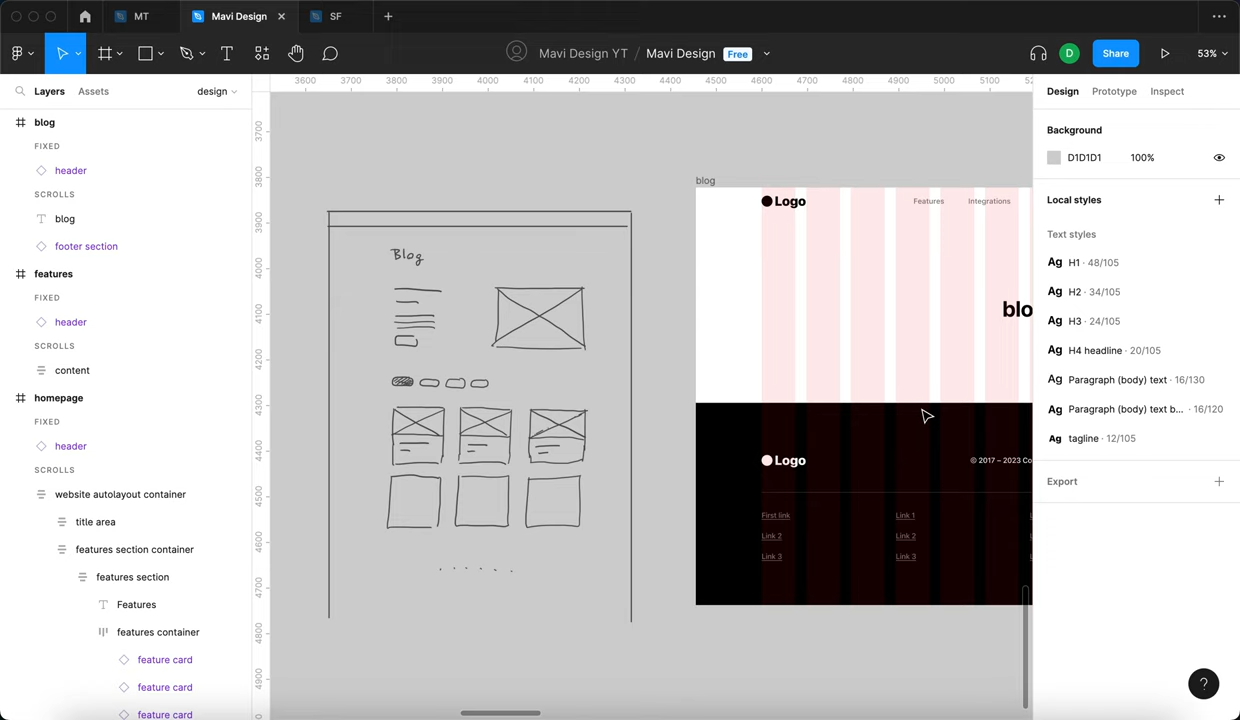 MT
Mavi Design
SF
Mavi Design YT / Mavi Design Free
D
Share
53%
Layers
Assets
design
3600 3700 3800 3900 4000 4100 4200 4300 4400 4500 4600 4700 4800 4900 5000 5100
Design
Prototype
Inspect
blog
FIXED
header
SCROLLS
blog
footer section
features
FIXED
header
SCROLLS
content
homepage
FIXED
header
SCROLLS
website autolayout container
title area
features section container
features section
Features
features container
feature card
feature card
feature card
3700
3800
3900
4000
4100
4200
4300
4400
4500
4600
4700
4800
4900
Blog
blog
Logo
Features
Integrations
blo
Logo
© 2017 – 2023 Co
First link
Link 1
Link 2
Link 2
Link 3
Link 3
Background
D1D1D1 100%
Local styles
Text styles
Ag H1 · 48/105
Ag H2 · 34/105
Ag H3 · 24/105
Ag H4 headline · 20/105
Ag Paragraph (body) text · 16/130
Ag Paragraph (body) text b... · 16/120
Ag tagline · 12/105
Export
?